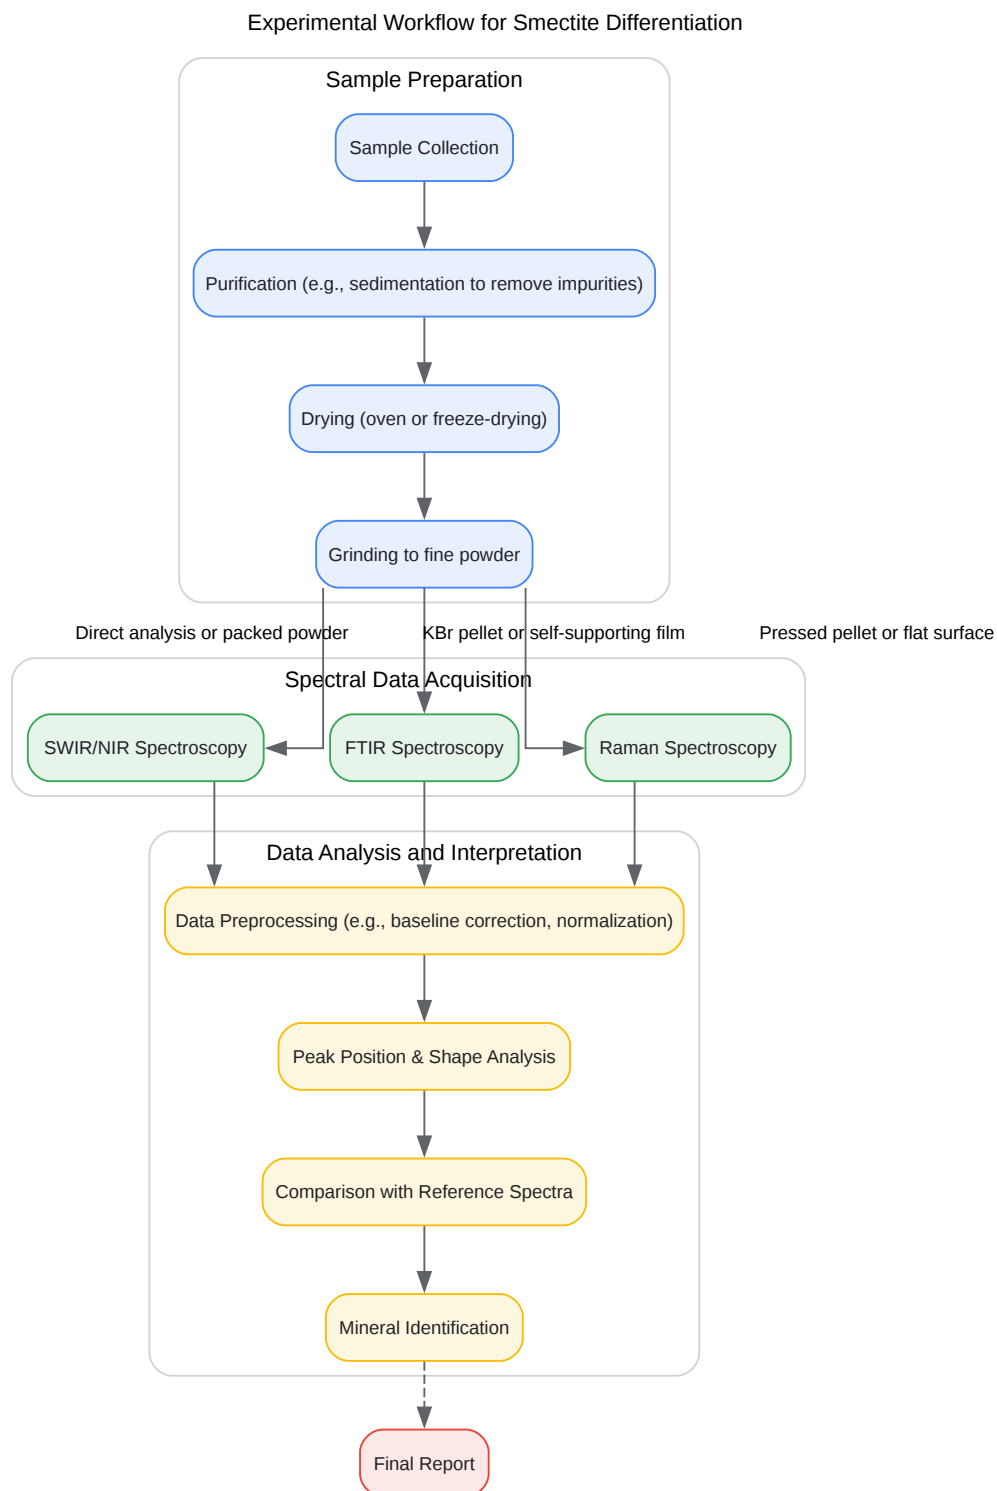 Experimental Workflow for Smectite Differentiation
Sample Preparation
Sample Collection
Purification (e.g., sedimentation to remove impurities)
Drying (oven or freeze-drying)
Grinding to fine powder
Direct analysis or packed powder
KBr pellet or self-supporting film
Pressed pellet or flat surface
Spectral Data Acquisition
SWIR/NIR Spectroscopy
FTIR Spectroscopy
Raman Spectroscopy
Data Analysis and Interpretation
Data Preprocessing (e.g., baseline correction, normalization)
Peak Position & Shape Analysis
Comparison with Reference Spectra
Mineral Identification
Final Report